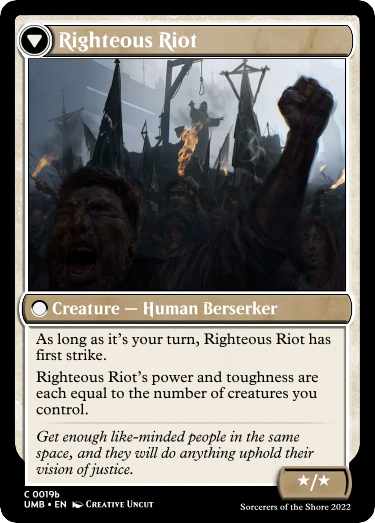 Righteous Riot
Creature — Human Berserker
As long as it's your turn, Righteous Riot has
first strike.
Righteous Riot's power and toughness are
each equal to the number of creatures you
control.
Get enough like-minded people in the same
space, and they will do anything uphold their
vision of justice.
★/★
C 0019b
UMB • EN Creative Uncut
Sorcerers of the Shore 2022